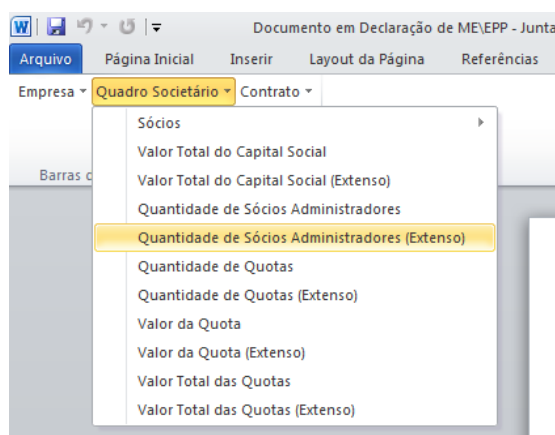 Documento em Declaração de ME\EPP - Junta
Arquivo Página Inicial Inserir Layout da Página Referências
Empresa Quadro Societário Contrato
Sócios
Valor Total do Capital Social
Barras
Valor Total do Capital Social (Extenso)
Quantidade de Sócios Administradores
Quantidade de Sócios Administradores (Extenso)
Quantidade de Quotas
Quantidade de Quotas (Extenso)
Valor da Quota
Valor da Quota (Extenso)
Valor Total das Quotas
Valor Total das Quotas (Extenso)